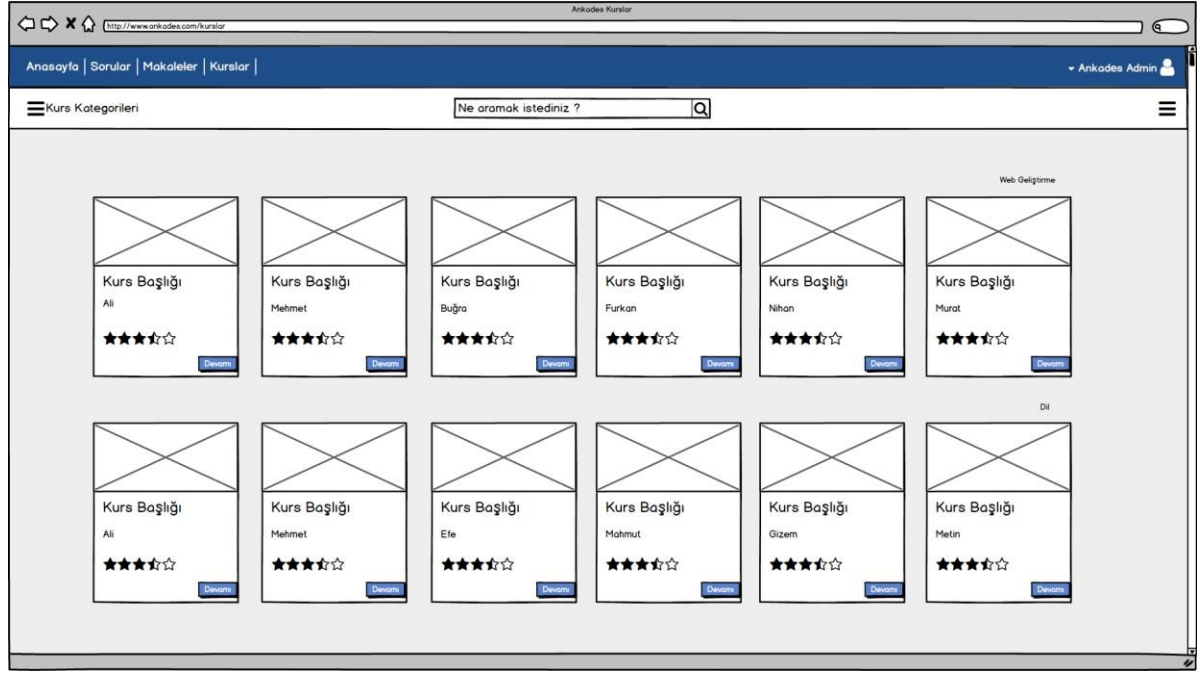 Ankades Kurslar
http://www.ankades.com/kurslar
Anasayfa | Sorular | Makaleler | Kurslar |
Ankades Admin
Kurs Kategorileri
Ne aramak istediniz ?
Web Geliştirme
Kurs Başlığı Kurs Başlığı Kurs Başlığı Kurs Başlığı Kurs Başlığı Kurs Başlığı
Ali Mehmet Buğra Furkan Nihan Murat
Devamı Devamı Devamı Devamı Devamı Devamı
Dil
Kurs Başlığı Kurs Başlığı Kurs Başlığı Kurs Başlığı Kurs Başlığı Kurs Başlığı
Ali Mehmet Efe Mahmut Gizem Metin
Devamı Devamı Devamı Devamı Devamı Devamı